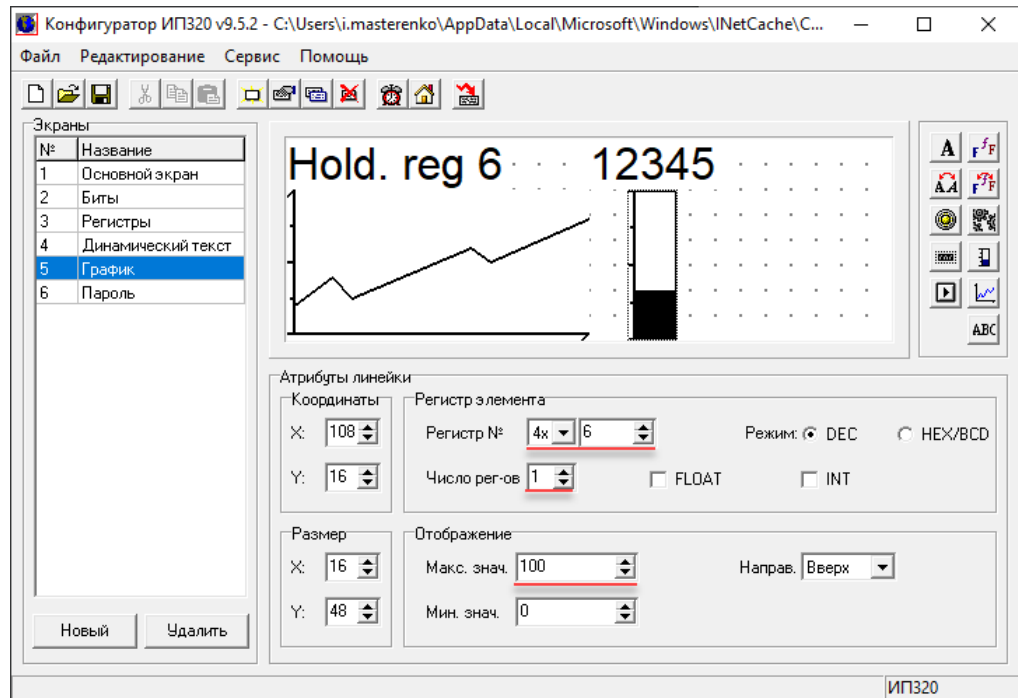 Конфигуратор ИП320 v9.5.2 - C:\Users\i.masterenko\AppData\Local\Microsoft\Windows\INetCache\C...
Файл Редактирование Сервис Помощь
Экраны
№ Название
1 Основной экран
2 Биты
3 Регистры
4 Динамический текст
5 График
6 Пароль
Новый Удалить
Hold. reg 6 12345
A FfF
AA FfF
ABC
Атрибуты линейки
Координаты
X: 108
Y: 16
Регистр элемента
Регистр № 4x 6 Режим: DEC HEX/BCD
Число рег-ов 1 FLOAT INT
Размер
X: 16
Y: 48
Отображение
Макс. знач. 100 Направ. Вверх
Мин. знач. 0
ИП320